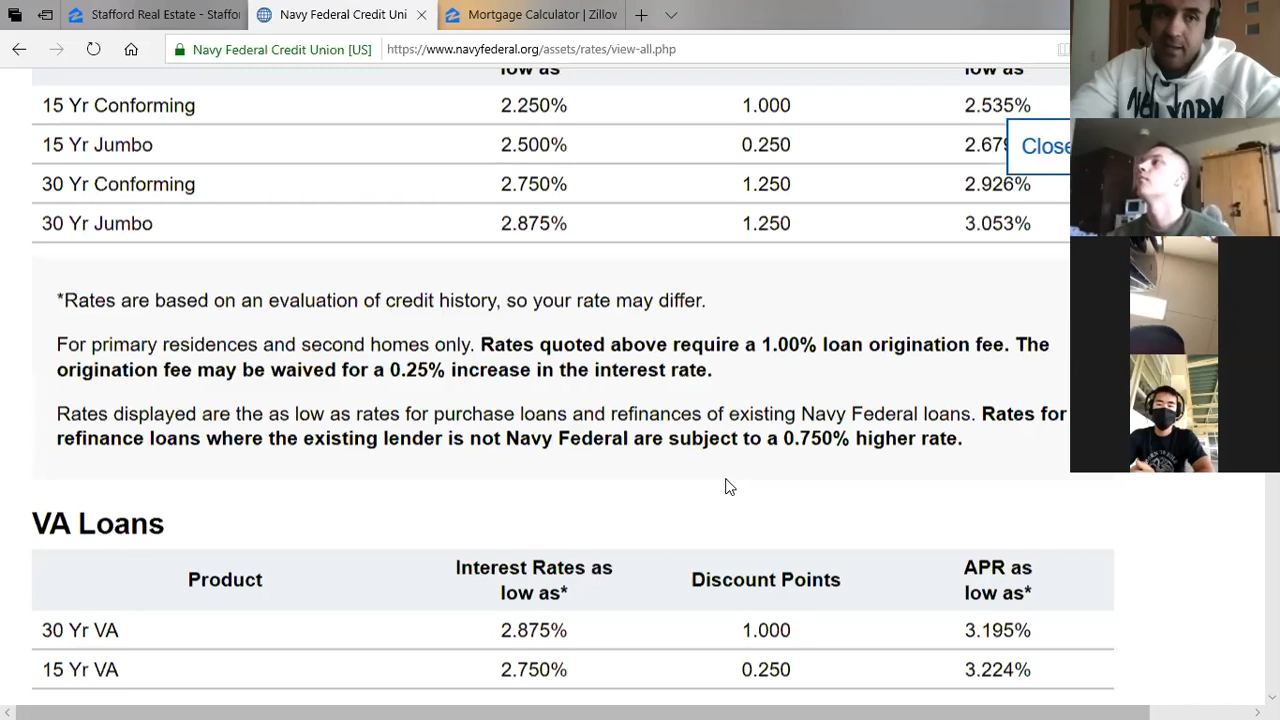 Stafford Real Estate - Staffo
Navy Federal Credit Uni
Mortgage Calculator | Zillow
Navy Federal Credit Union [US]
https://www.navyfederal.org/assets/rates/view-all.php
low as low as
15 Yr Conforming 2.250% 1.000 2.535%
15 Yr Jumbo 2.500% 0.250 2.679
Close
30 Yr Conforming 2.750% 1.250 2.926%
30 Yr Jumbo 2.875% 1.250 3.053%
*Rates are based on an evaluation of credit history, so your rate may differ.
For primary residences and second homes only. Rates quoted above require a 1.00% loan origination fee. The
origination fee may be waived for a 0.25% increase in the interest rate.
Rates displayed are the as low as rates for purchase loans and refinances of existing Navy Federal loans. Rates for
refinance loans where the existing lender is not Navy Federal are subject to a 0.750% higher rate.
VA Loans
Product Interest Rates as low as* Discount Points APR as low as*
30 Yr VA 2.875% 1.000 3.195%
15 Yr VA 2.750% 0.250 3.224%